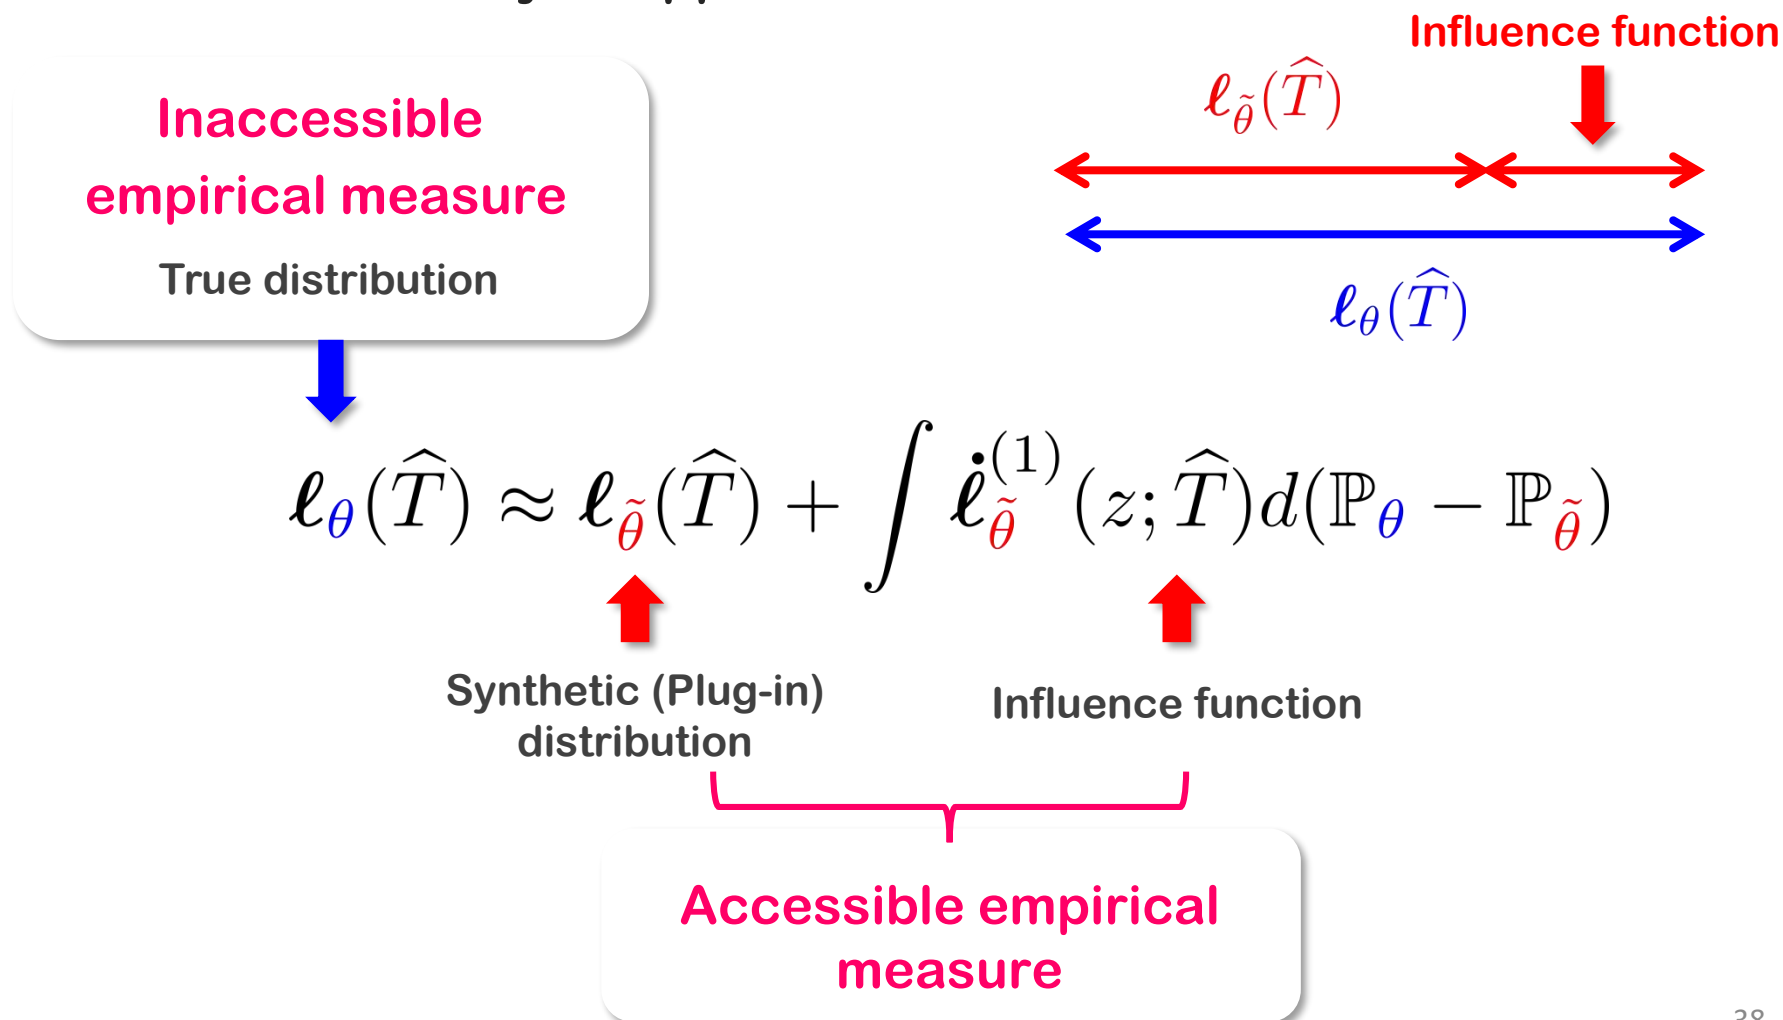 Influence function
Inaccessible
empirical measure
True distribution
ℓ_θ̃(T̂)
ℓ_θ(T̂)
ℓ_θ(T̂) ≈ ℓ_θ̃(T̂) + ∫ ℓ̇_θ̃^(1)(z; T̂)d(ℙ_θ − ℙ_θ̃)
Synthetic (Plug-in)
distribution
Influence function
Accessible empirical
measure
38